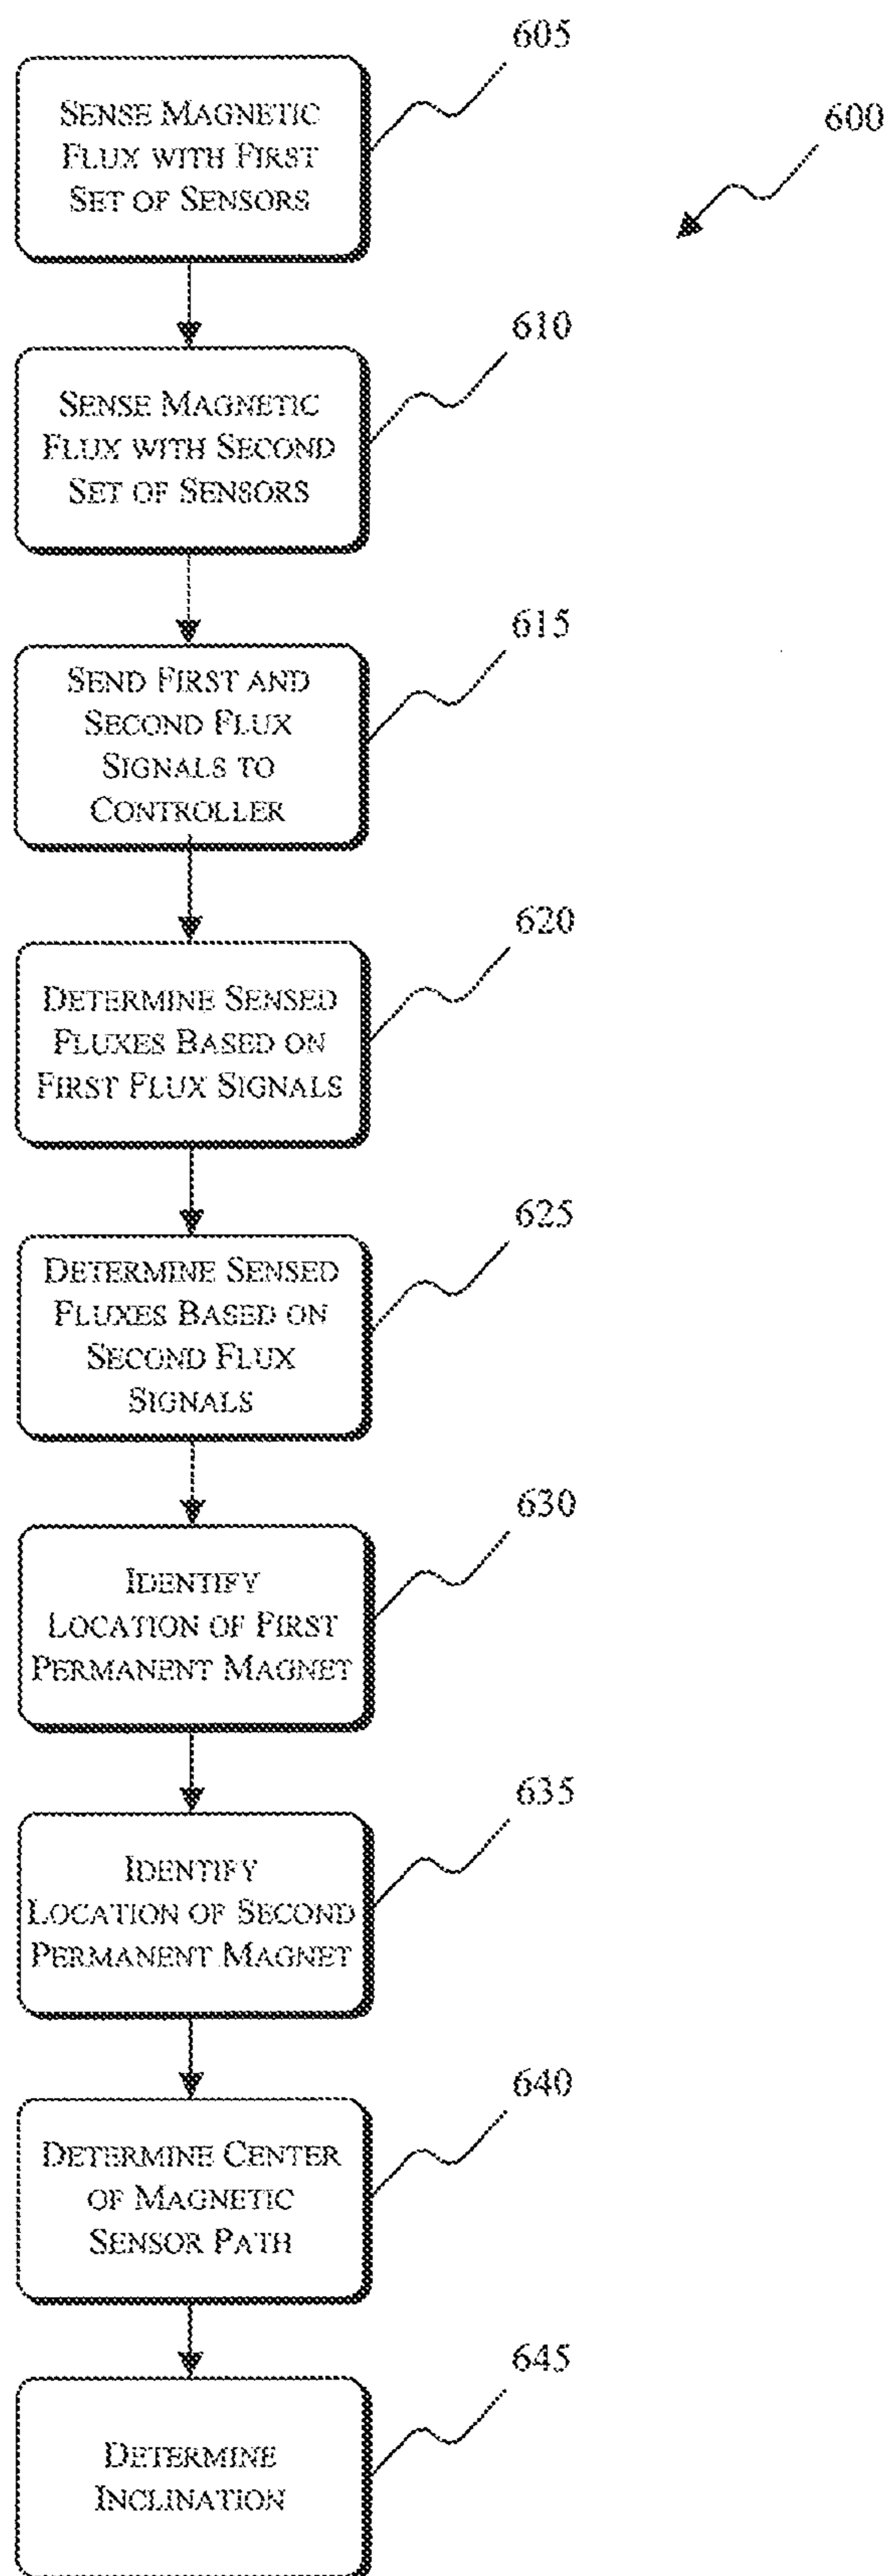 605
600
SENSE MAGNETIC
FLUX WITH FIRST
SET OF SENSORS
610
SENSE MAGNETIC
FLUX WITH SECOND
SET OF SENSORS
615
SEND FIRST AND
SECOND FLUX
SIGNALS TO
CONTROLLER
620
DETERMINE SENSED
FLUXES BASED ON
FIRST FLUX SIGNALS
625
DETERMINE SENSED
FLUXES BASED ON
SECOND FLUX
SIGNALS
630
IDENTIFY
LOCATION OF FIRST
PERMANENT MAGNET
635
IDENTIFY
LOCATION OF SECOND
PERMANENT MAGNET
640
DETERMINE CENTER
OF MAGNETIC
SENSOR PATH
645
DETERMINE
INCLINATION